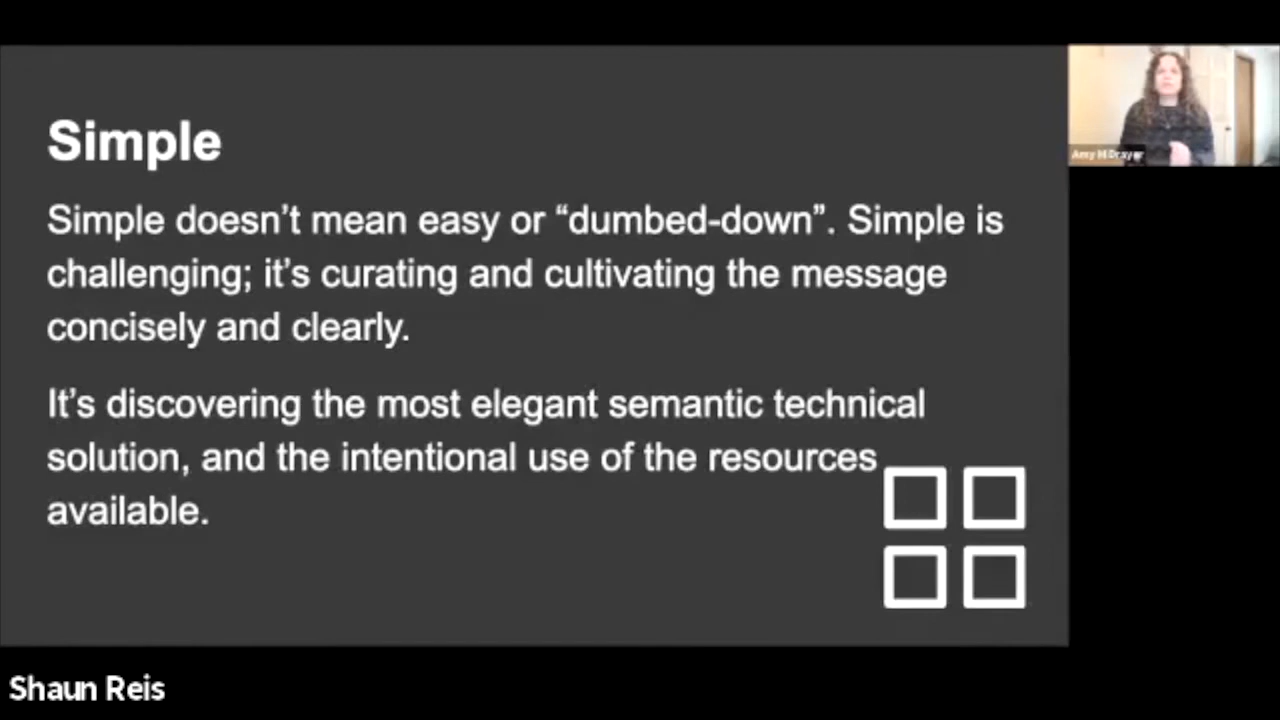 Simple
Simple doesn’t mean easy or “dumbed-down”. Simple is
challenging; it’s curating and cultivating the message
concisely and clearly.
It’s discovering the most elegant semantic technical
solution, and the intentional use of the resources
available.
Amy M Drayer
Shaun Reis